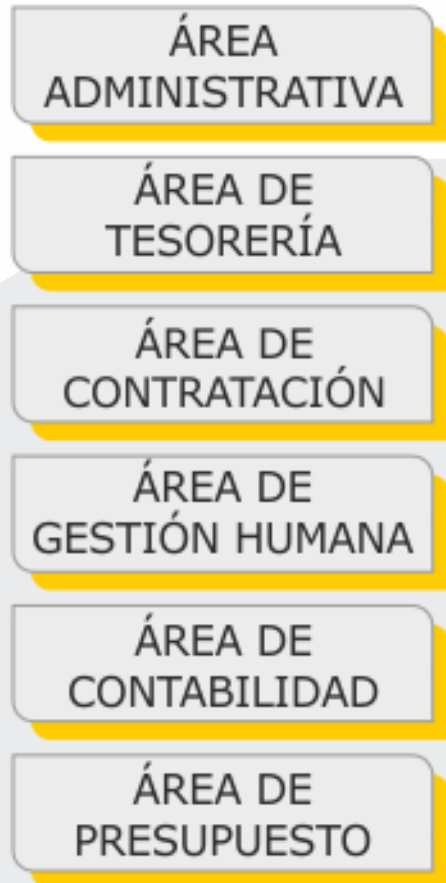 ÁREA
ADMINISTRATIVA
ÁREA DE
TESORERÍA
ÁREA DE
CONTRATACIÓN
ÁREA DE
GESTIÓN HUMANA
ÁREA DE
CONTABILIDAD
ÁREA DE
PRESUPUESTO